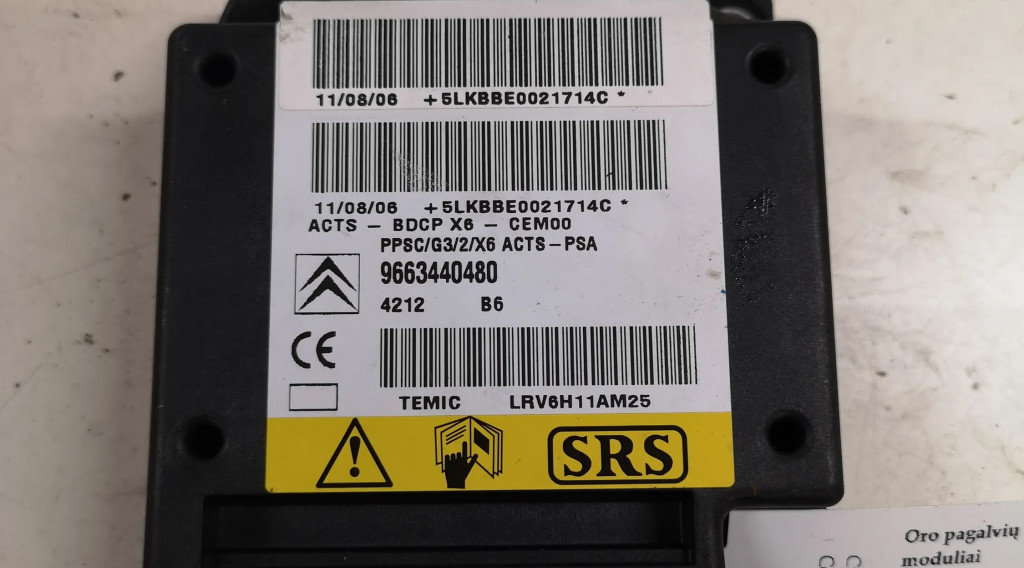 11/08/06 +5LKBBE0021714C *
11/08/06 +5LKBBE0021714C *
ACTS - BDCP X6 - CEM00
PPSC/G3/2/X6 ACTS-PSA
9663440480
4212 B6
CE
TEMIC LRV6H11AM25
SRS
Oro pagalvių
moduliai